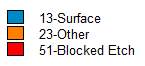 13-Surface
23-Other
51-Blocked Etch